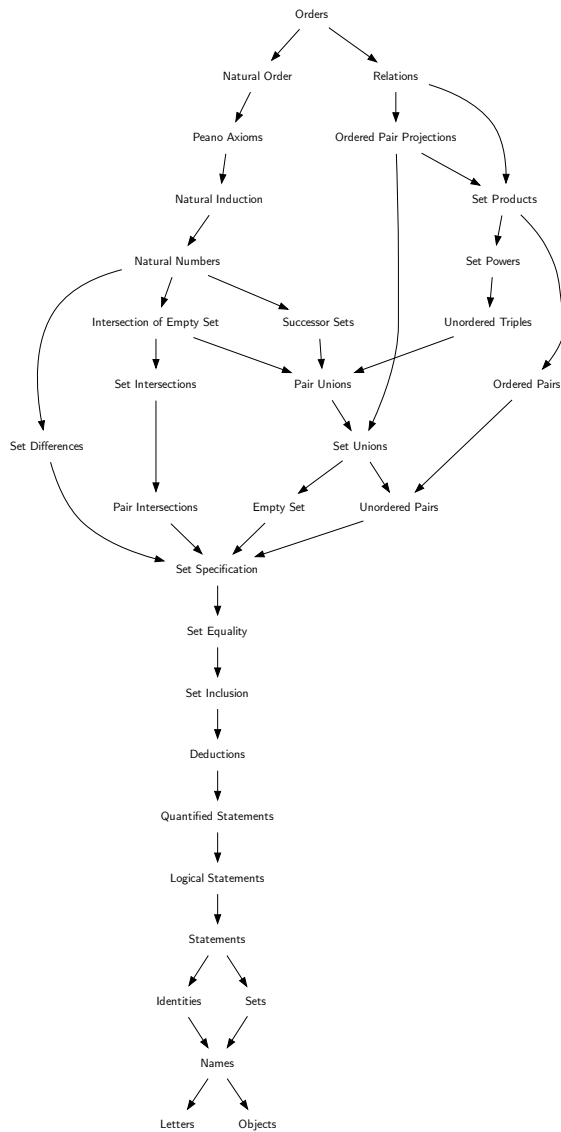 Orders
Natural Order
Relations
Peano Axioms
Ordered Pair Projections
Natural Induction
Set Products
Natural Numbers
Set Powers
Intersection of Empty Set
Successor Sets
Unordered Triples
Set Intersections
Pair Unions
Ordered Pairs
Set Differences
Set Unions
Pair Intersections
Empty Set
Unordered Pairs
Set Specification
Set Equality
Set Inclusion
Deductions
Quantified Statements
Logical Statements
Statements
Identities
Sets
Names
Letters
Objects